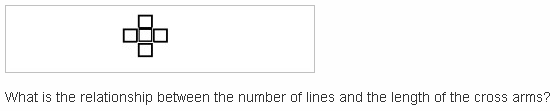 What is the relationship between the number of lines and the length of the cross arms?